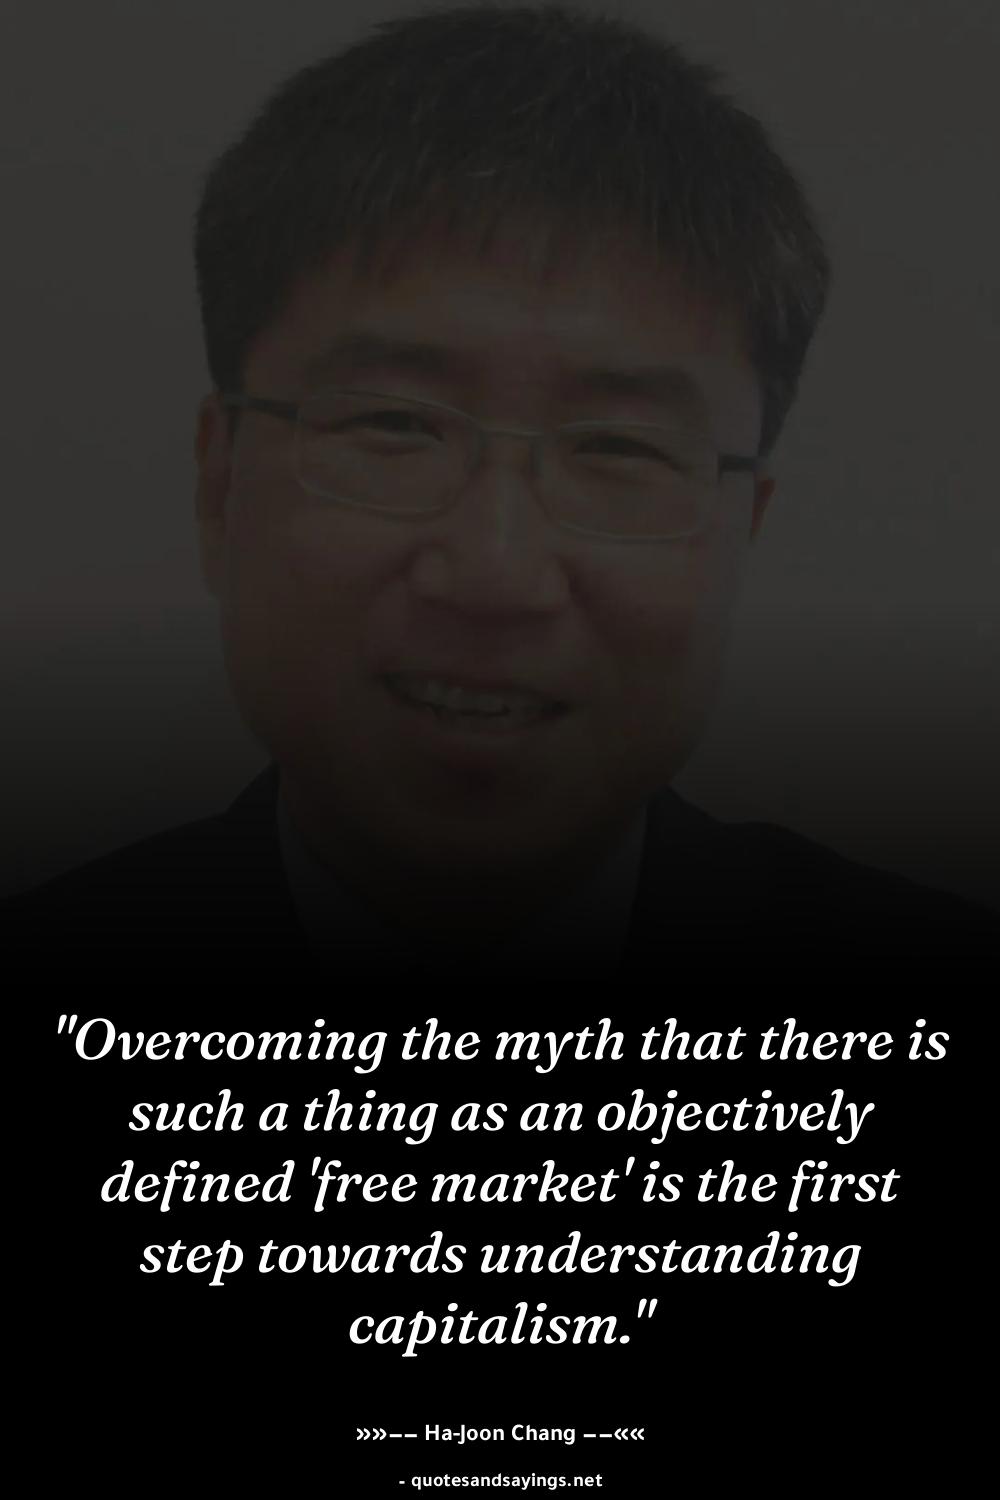 "Overcoming the myth that there is
such a thing as an objectively
defined 'free market' is the first
step towards understanding
capitalism."
»»−− Ha-Joon Chang −−««
- quotesandsayings.net